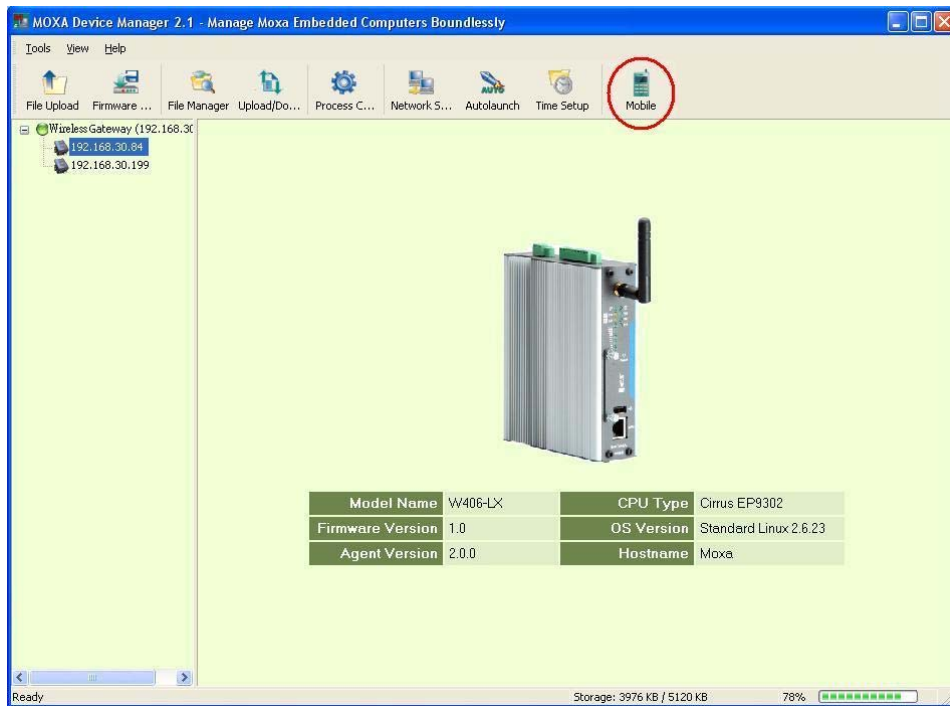 MOXA Device Manager 2.1 - Manage Moxa Embedded Computers Boundlessly
Tools View Help
File Upload Firmware ... File Manager Upload/Do... Process C... Network S... Autolaunch Time Setup Mobile
Wireless Gateway (192.168.30
192.168.30.84
192.168.30.199
Model Name W406-LX CPU Type Cirrus EP9302
Firmware Version 1.0 OS Version Standard Linux 2.6.23
Agent Version 2.0.0 Hostname Moxa
Ready Storage: 3976 KB / 5120 KB 78%